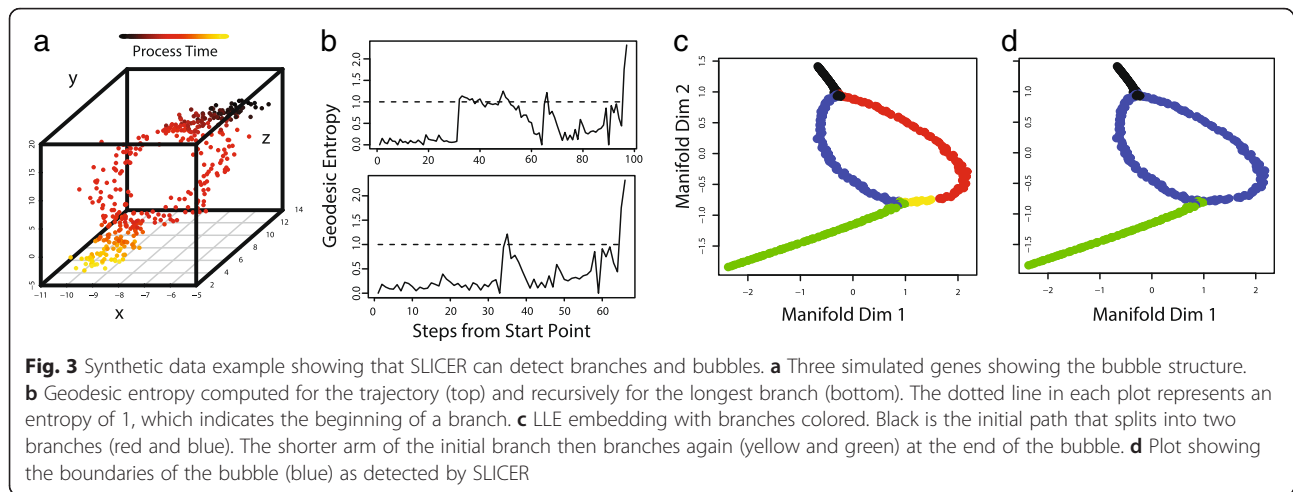 a
Process Time
y
z
x
20
15
10
5
0
−5
−11 −10 −9 −8 −7 −6 −5
2
4
6
8
10
12
14
b
Geodesic Entropy
2.0
1.5
1.0
0.5
0.0
0 20 40 60 80 100
2.0
1.5
1.0
0.5
0.0
0 10 20 30 40 50 60
Steps from Start Point
c
Manifold Dim 2
1.5
1.0
0.5
0.0
−0.5
−1.0
−1.5
−2 −1 0 1 2
Manifold Dim 1
d
1.5
1.0
0.5
0.0
−0.5
−1.0
−1.5
−2 −1 0 1 2
Manifold Dim 1
Fig. 3 Synthetic data example showing that SLICER can detect branches and bubbles. a Three simulated genes showing the bubble structure.
b Geodesic entropy computed for the trajectory (top) and recursively for the longest branch (bottom). The dotted line in each plot represents an
entropy of 1, which indicates the beginning of a branch. c LLE embedding with branches colored. Black is the initial path that splits into two
branches (red and blue). The shorter arm of the initial branch then branches again (yellow and green) at the end of the bubble. d Plot showing
the boundaries of the bubble (blue) as detected by SLICER